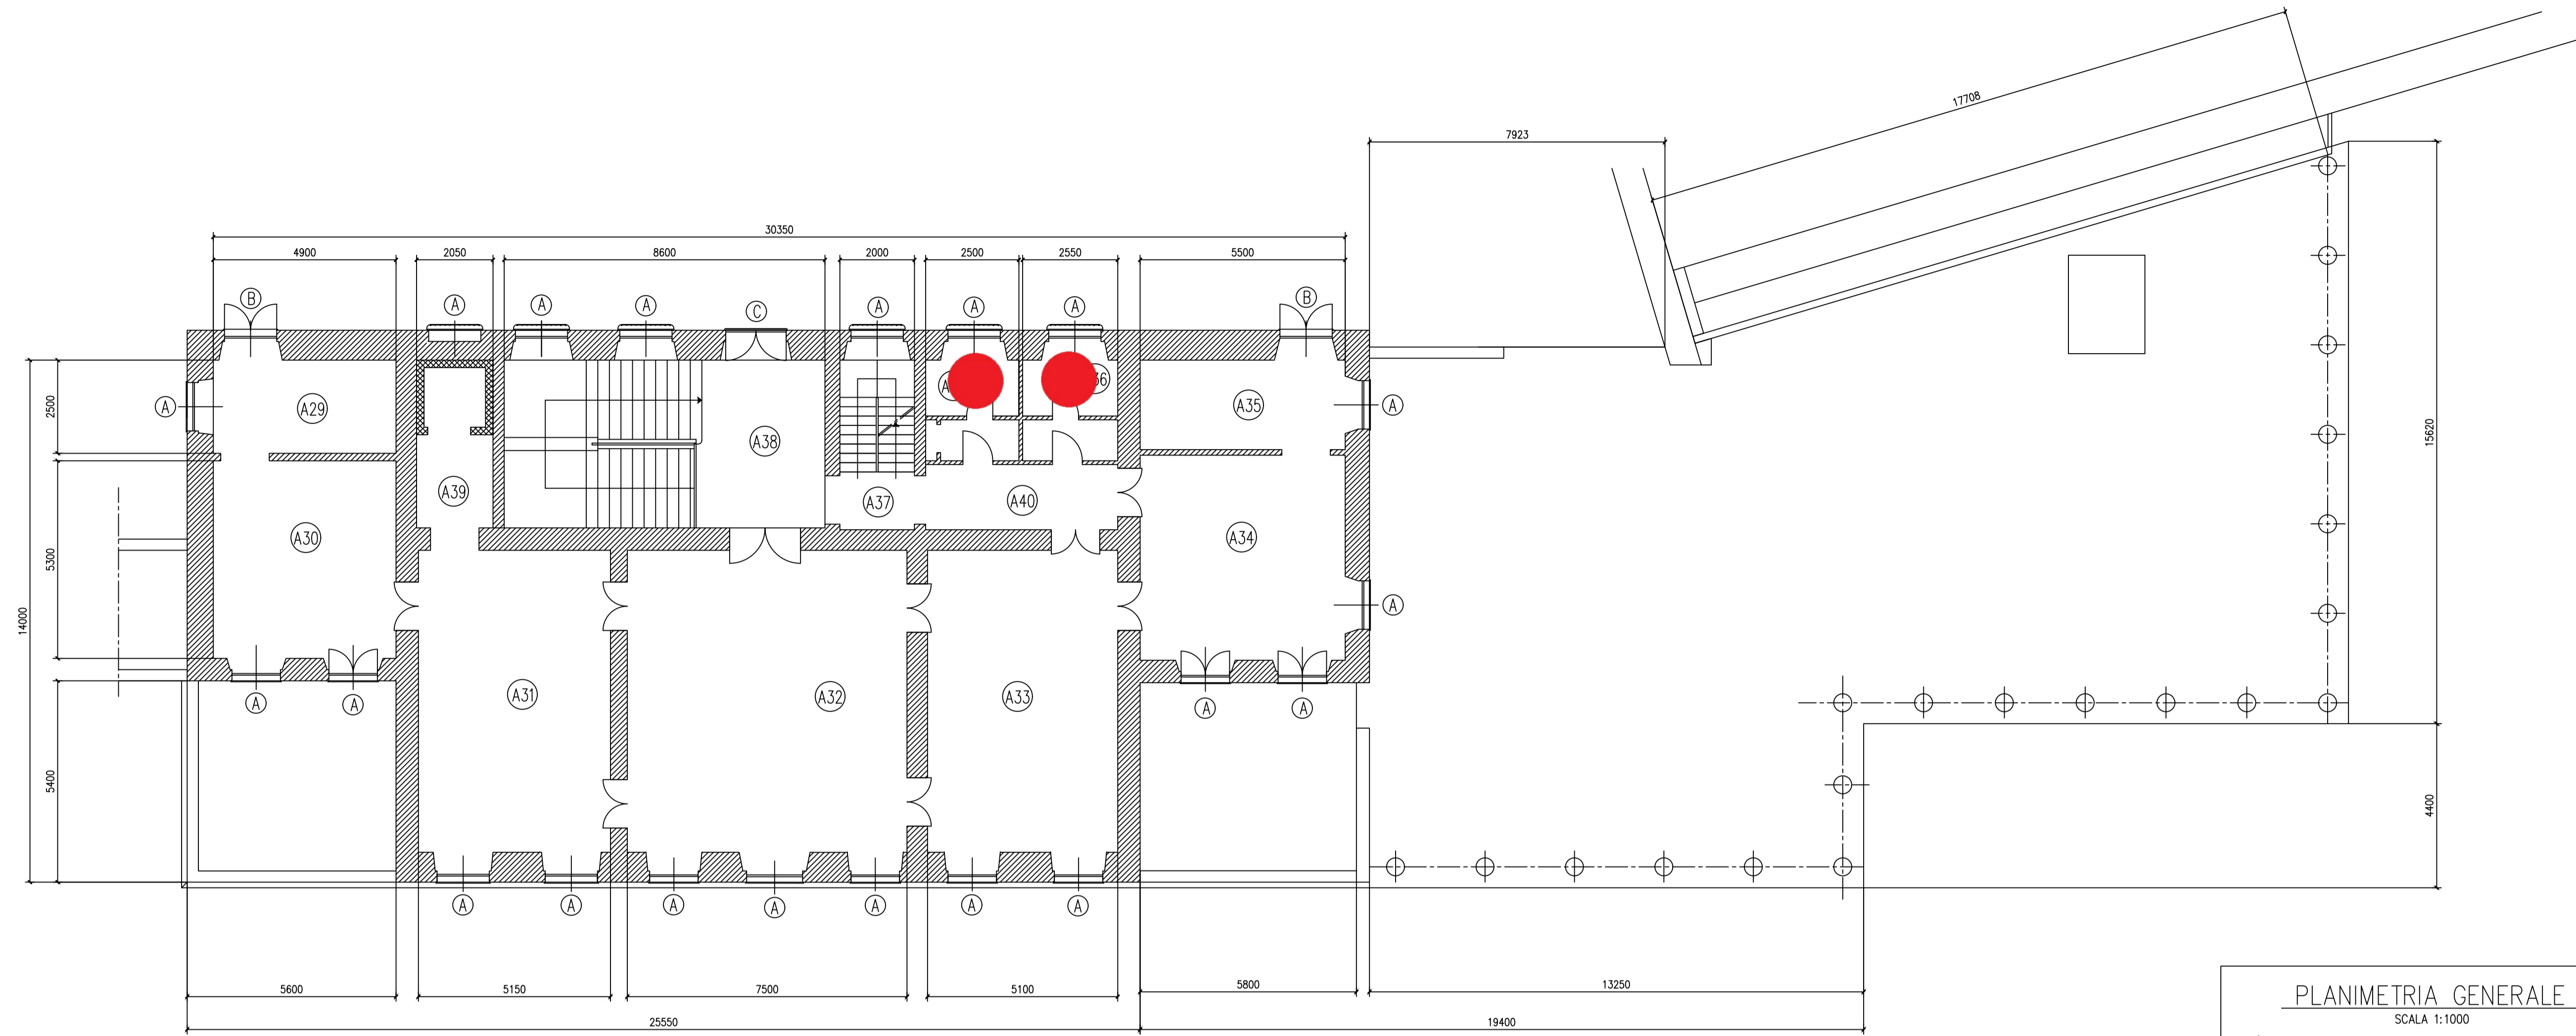 17708
7923
30350
4900 2050 8600 2000 2500 2550 5500
B A A A C A A A B
A A29 A38 A35 A
A39 A37 A40
A30 A34
A
A31 A32 A33
A A A A
A A A A A A A
2500
5300
14000
5400
15620
4400
5600 5150 7500 5100 5800 13250
25550 19400
PLANIMETRIA GENERALE
SCALA 1:1000